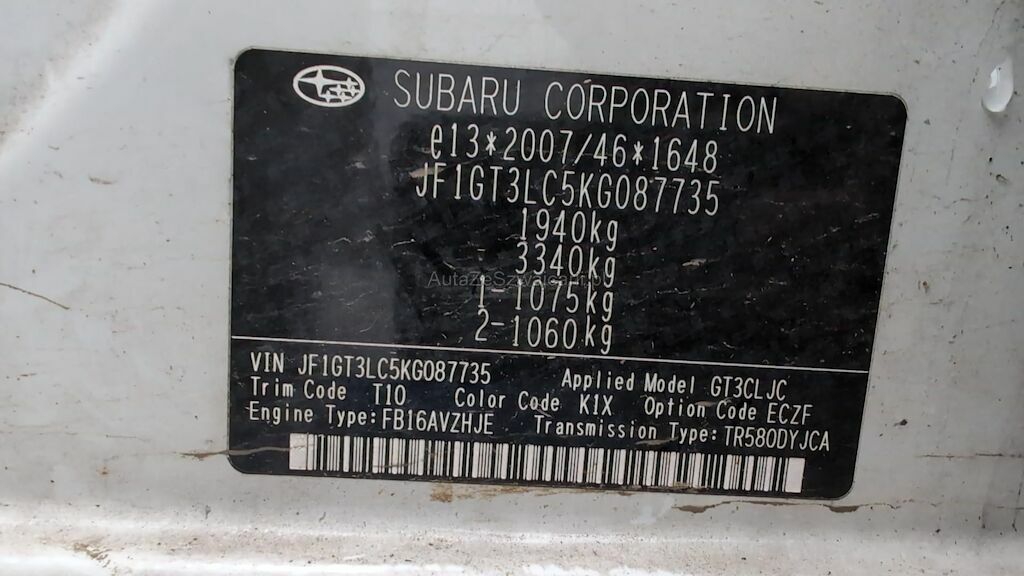 SUBARU CORPORATION
e13*2007/46*1648
JF1GT3LC5KG087735
1940kg
3340kg
1-1075kg
2-1060kg
VIN JF1GT3LC5KG087735 Applied Model GT3CLJC
Trim Code T10 Color Code K1X Option Code ECZF
Engine Type:FB16AVZHJE Transmission Type:TR580DYJCA